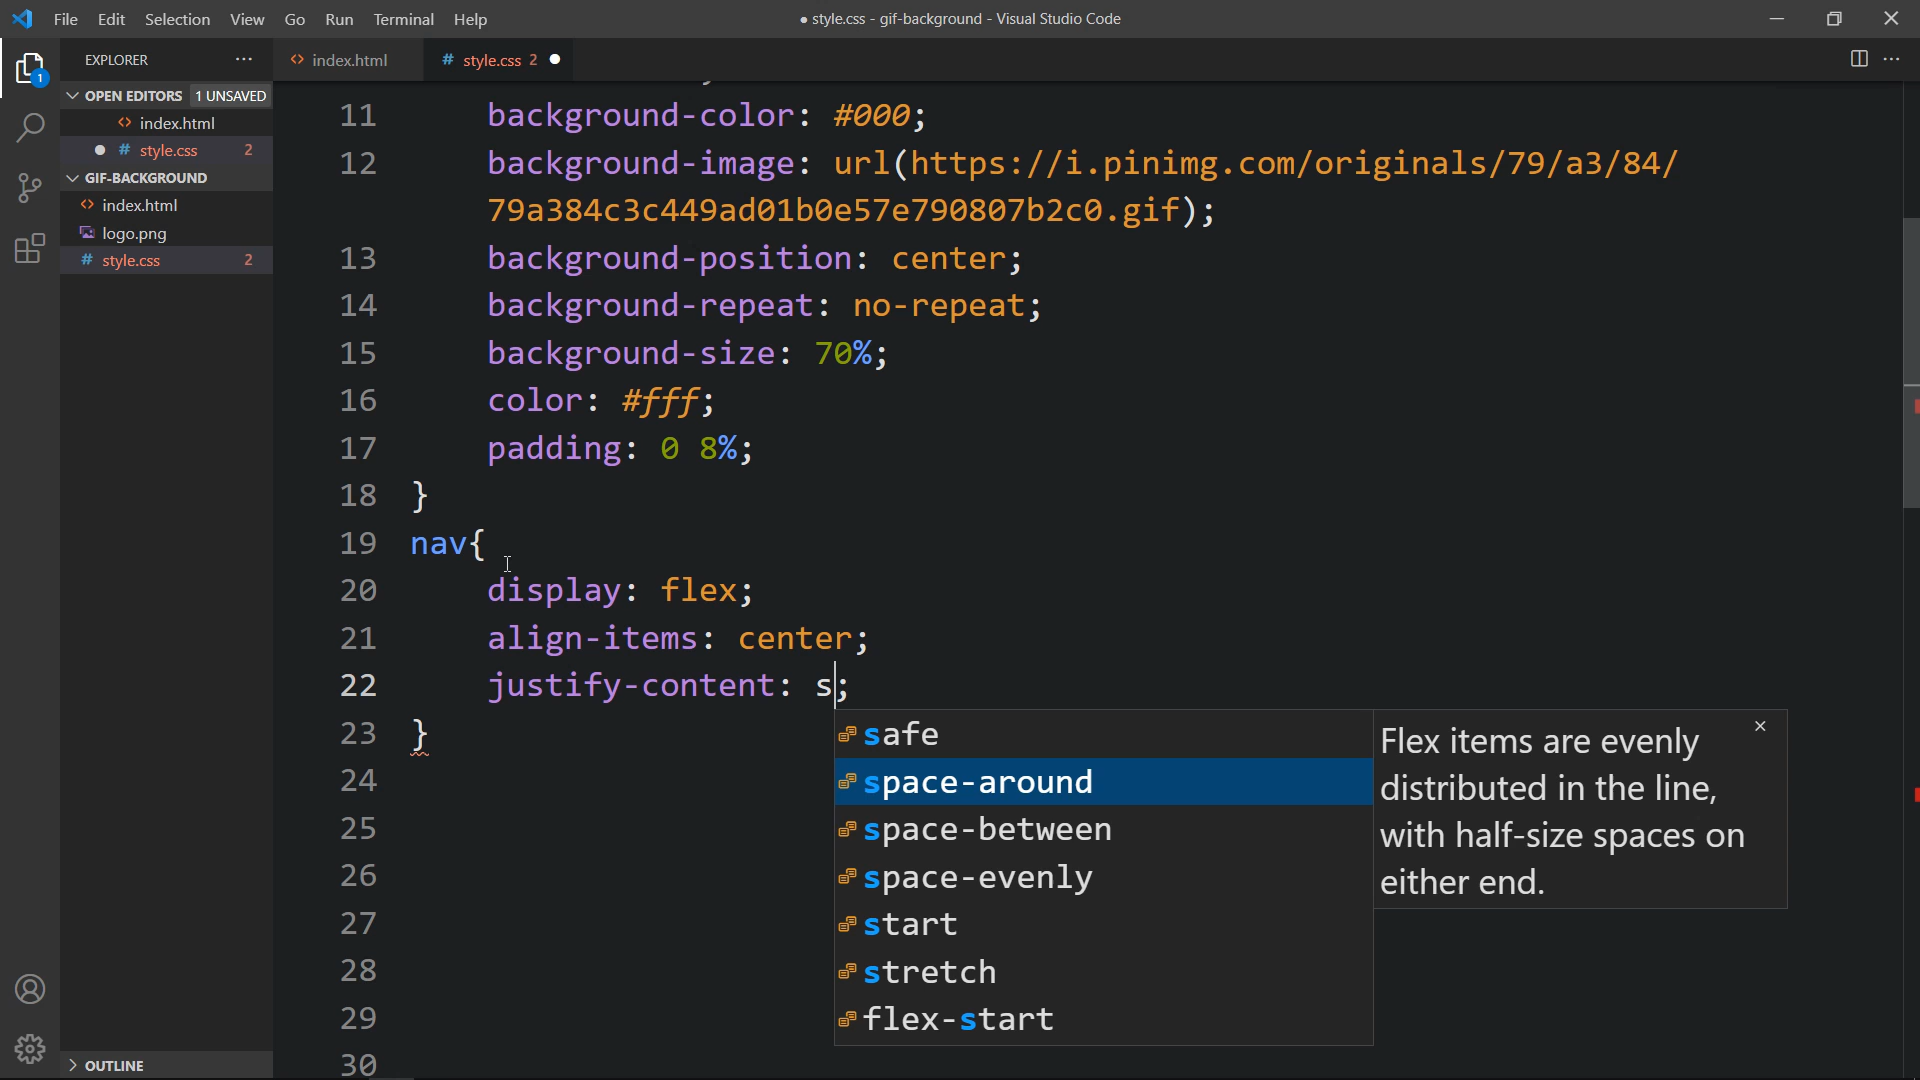 File Edit Selection View Go Run Terminal Help
● style.css - gif-background - Visual Studio Code
EXPLORER
1
OPEN EDITORS 1 UNSAVED
<> index.html
● # style.css 2
GIF-BACKGROUND
<> index.html
logo.png
# style.css 2
OUTLINE
<> index.html
# style.css 2 ●
11 background-color: #000;
12 background-image: url(https://i.pinimg.com/originals/79/a3/84/
79a384c3c449ad01b0e57e790807b2c0.gif);
13 background-position: center;
14 background-repeat: no-repeat;
15 background-size: 70%;
16 color: #fff;
17 padding: 0 8%;
18 }
19 nav{
20 display: flex;
21 align-items: center;
22 justify-content: s;
23 }
24
25
26
27
28
29
30
safe
space-around
space-between
space-evenly
start
stretch
flex-start
Flex items are evenly
distributed in the line,
with half-size spaces on
either end.